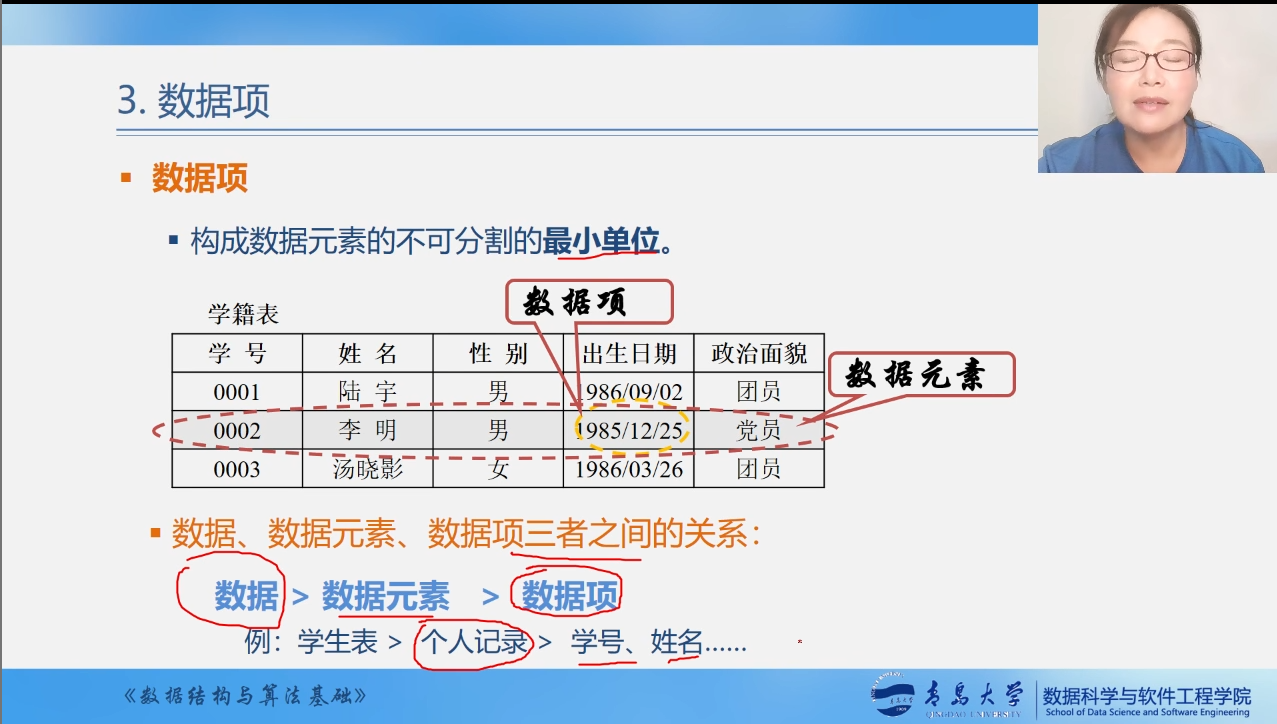 3. 数据项
数据项
构成数据元素的不可分割的最小单位。
数据项
学籍表
学 号 姓 名 性 别 出生日期 政治面貌
数据元素
0001 陆 宇 男 1986/09/02 团员
0002 李 明 男 1985/12/25 党员
0003 汤晓影 女 1986/03/26 团员
数据、数据元素、数据项三者之间的关系：
数据 > 数据元素 > 数据项
例：学生表 > 个人记录 > 学号、姓名......
《数据结构与算法基础》
青岛大学
QINGDAO UNIVERSITY
数据科学与软件工程学院
School of Data Science and Software Engineering